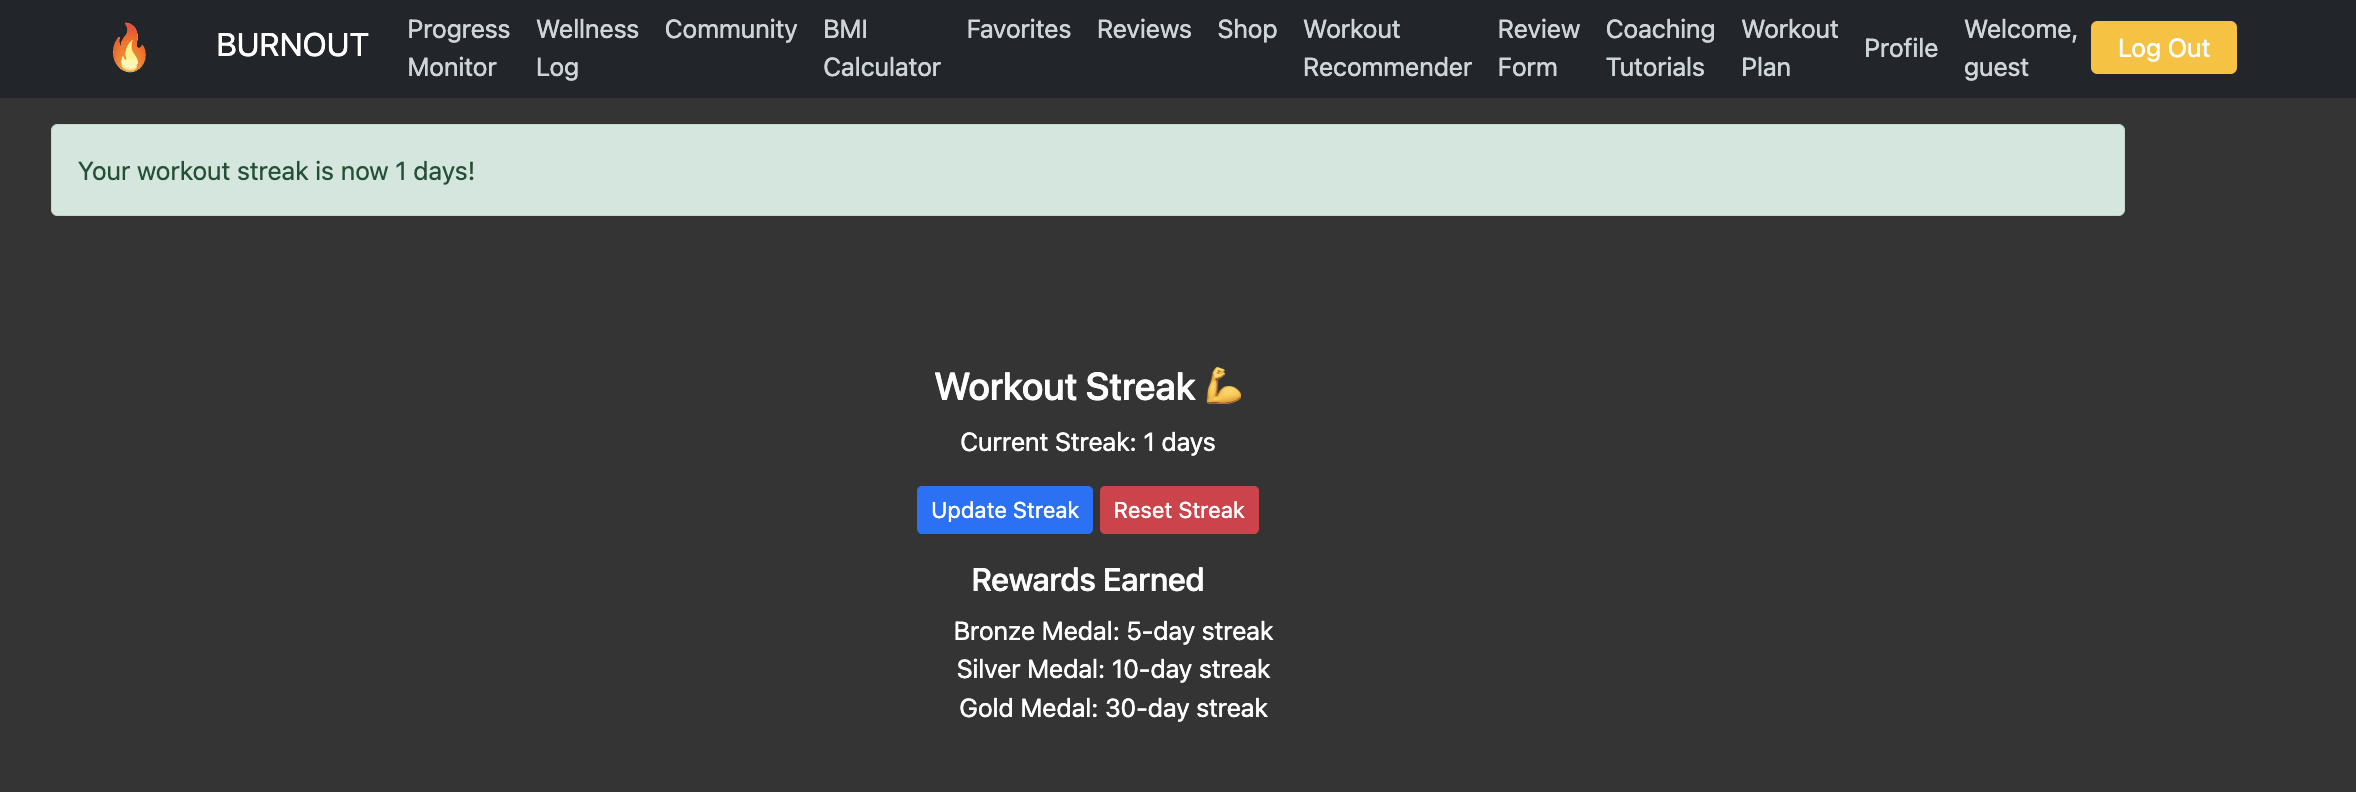 BURNOUT
Progress Monitor
Wellness Log
Community
BMI Calculator
Favorites
Reviews
Shop
Workout Recommender
Review Form
Coaching Tutorials
Workout Plan
Profile
Welcome, guest
Log Out
Your workout streak is now 1 days!
Workout Streak 💪
Current Streak: 1 days
Update Streak
Reset Streak
Rewards Earned
Bronze Medal: 5-day streak
Silver Medal: 10-day streak
Gold Medal: 30-day streak